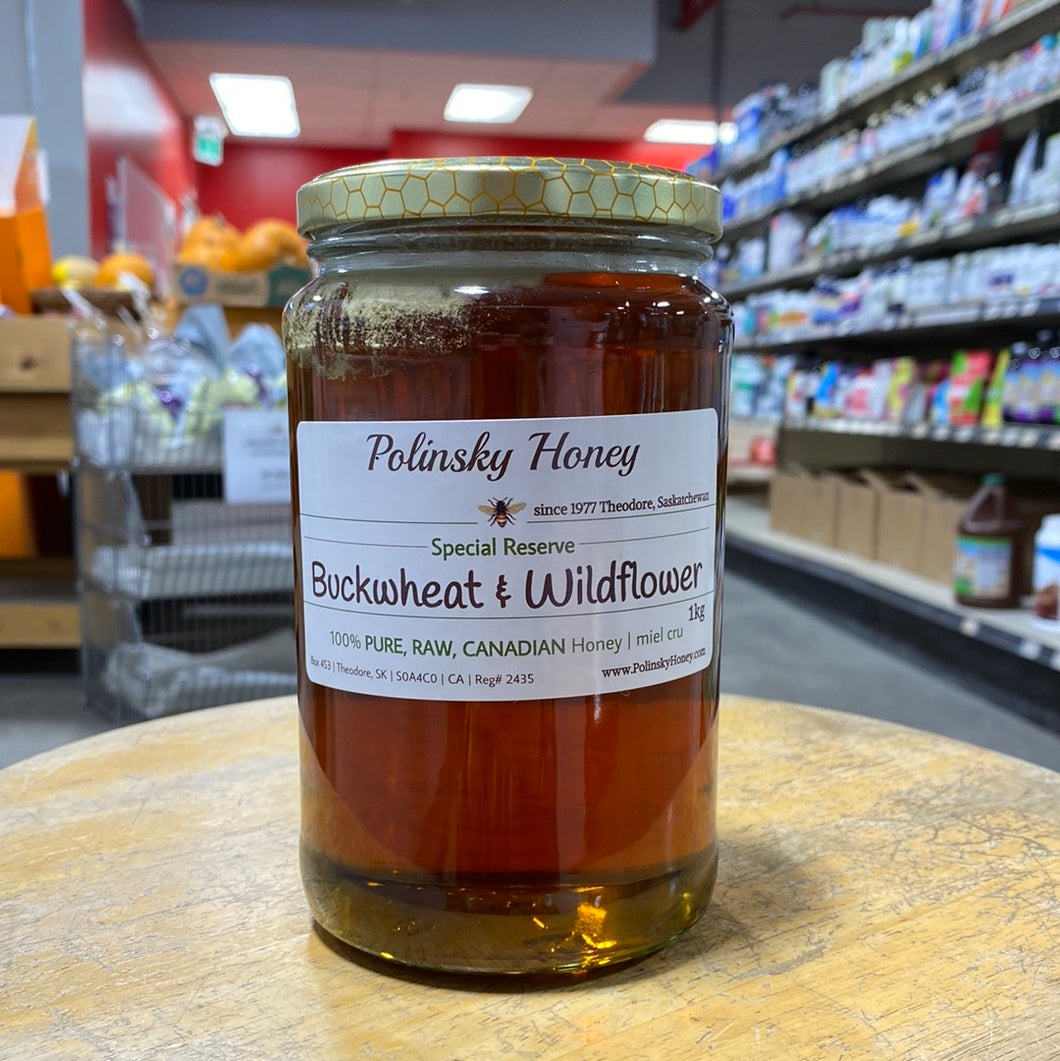 Polinsky Honey
since 1977 Theodore, Saskatchewan
Special Reserve
Buckwheat & Wildflower
1kg
100% PURE, RAW, CANADIAN Honey | miel cru
Box 453 | Theodore, SK | S0A4C0 | CA | Reg# 2435
www.PolinskyHoney.com